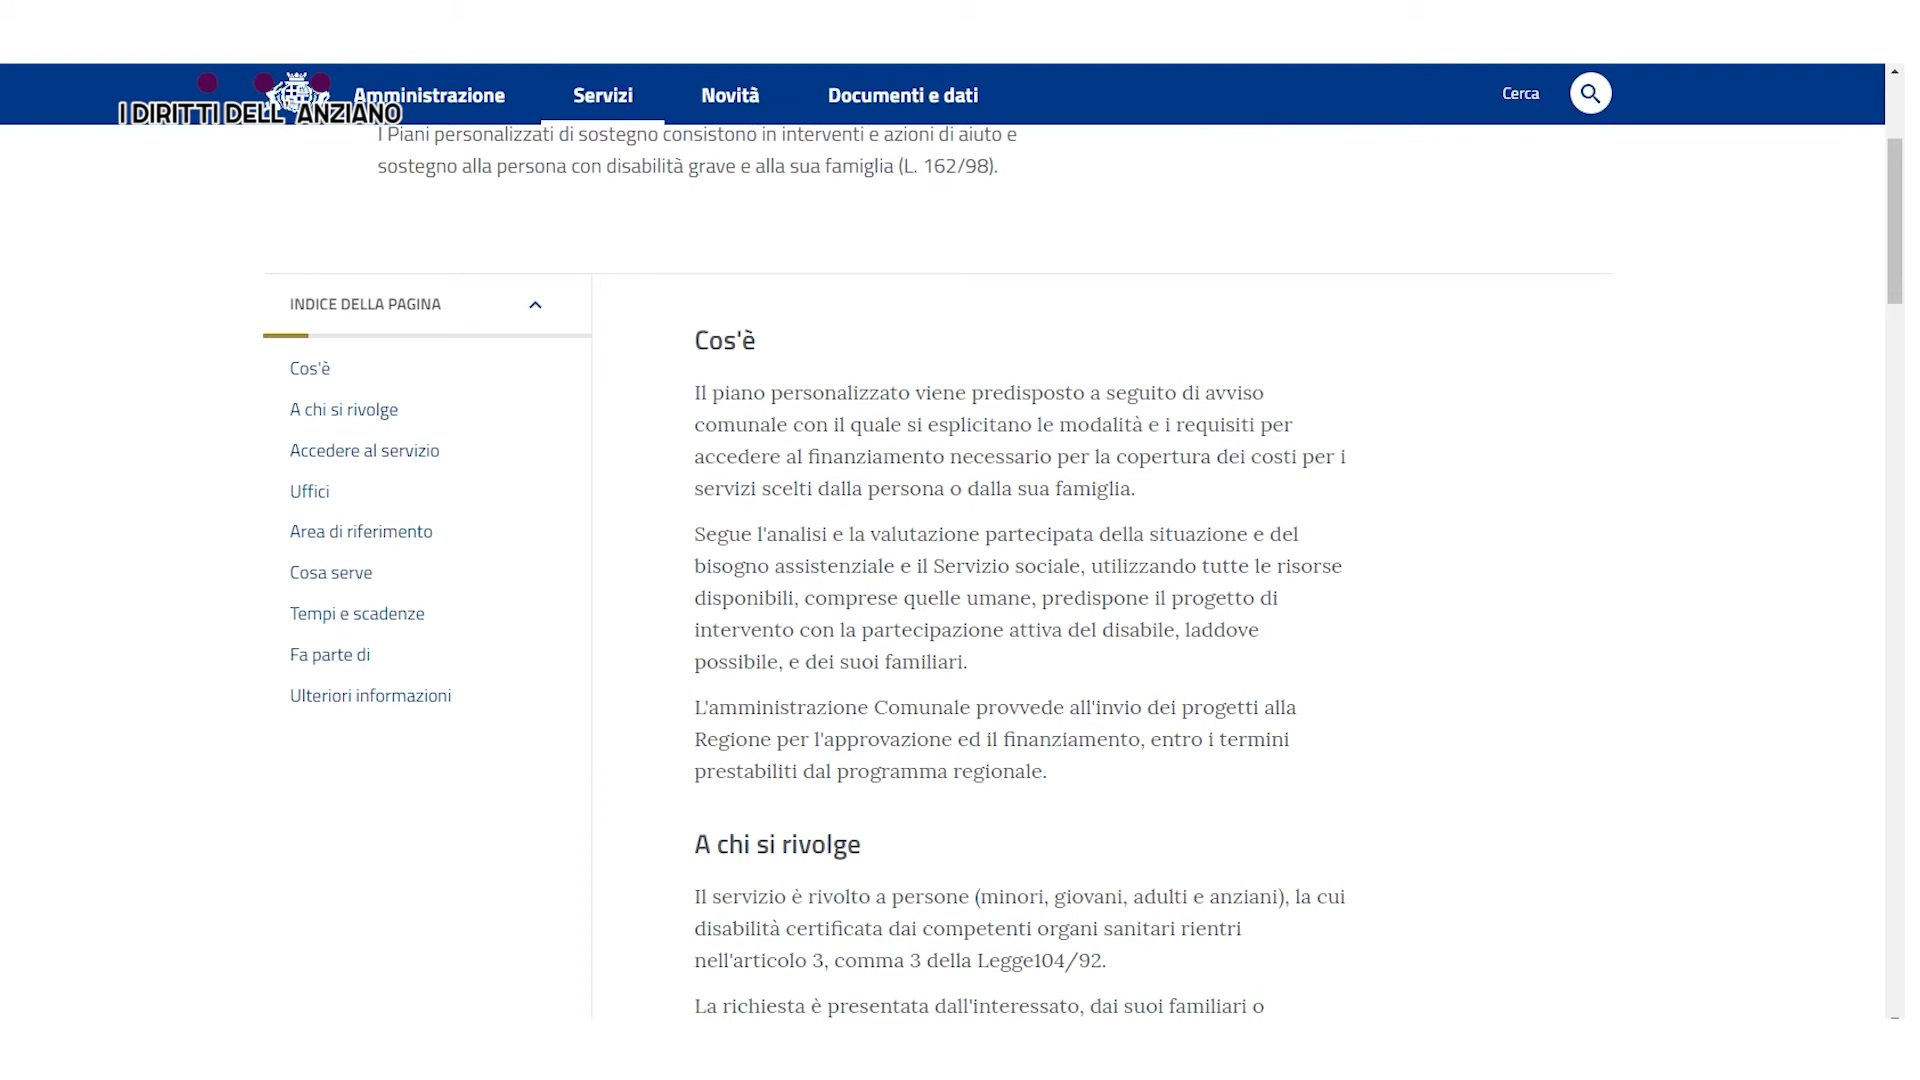 I DIRITTI DELL'ANZIANO
Amministrazione
Servizi
Novità
Documenti e dati
Cerca
I Piani personalizzati di sostegno consistono in interventi e azioni di aiuto e
sostegno alla persona con disabilità grave e alla sua famiglia (L. 162/98).
INDICE DELLA PAGINA
Cos'è
A chi si rivolge
Accedere al servizio
Uffici
Area di riferimento
Cosa serve
Tempi e scadenze
Fa parte di
Ulteriori informazioni
Cos'è
Il piano personalizzato viene predisposto a seguito di avviso
comunale con il quale si esplicitano le modalità e i requisiti per
accedere al finanziamento necessario per la copertura dei costi per i
servizi scelti dalla persona o dalla sua famiglia.
Segue l'analisi e la valutazione partecipata della situazione e del
bisogno assistenziale e il Servizio sociale, utilizzando tutte le risorse
disponibili, comprese quelle umane, predispone il progetto di
intervento con la partecipazione attiva del disabile, laddove
possibile, e dei suoi familiari.
L'amministrazione Comunale provvede all'invio dei progetti alla
Regione per l'approvazione ed il finanziamento, entro i termini
prestabiliti dal programma regionale.
A chi si rivolge
Il servizio è rivolto a persone (minori, giovani, adulti e anziani), la cui
disabilità certificata dai competenti organi sanitari rientri
nell'articolo 3, comma 3 della Legge104/92.
La richiesta è presentata dall'interessato, dai suoi familiari o